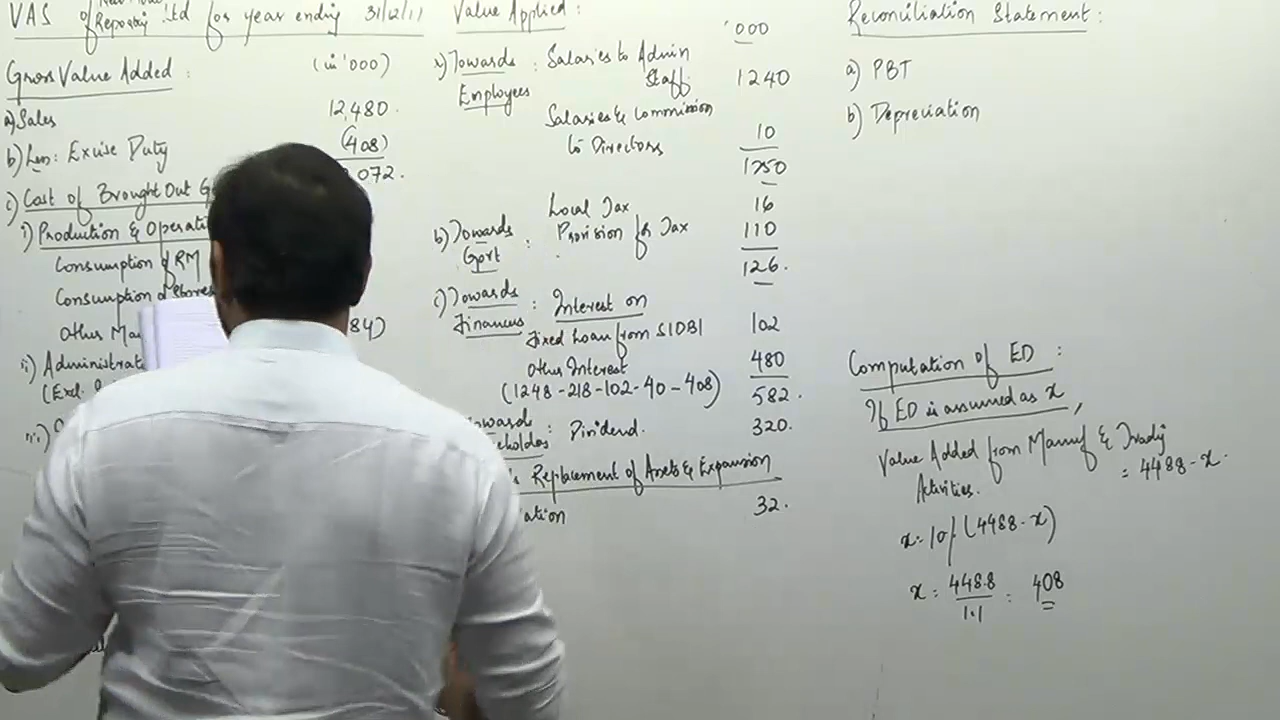 VAS of Reporting Ltd for year ending 31/12/11
Gross Value Added : (in '000)
a) Sales 12,480.
b) Less: Excise Duty (408)
072.
c) Cost of Brought Out
i) Production & Operati
Consumption of RM
Consumption of Stores
Other Ma 84)
ii) Administrat
(Excl.
iii)
Value Applied :
'000
a) Towards Employees : Salaries to Admin Staff 1240
Salaries & Commission to Directors 10
1250
b) Towards Govt : Local Tax 16
Provision for Tax 110
126.
c) Towards Financiers : Interest on
Fixed Loan from SIDBI 102
Other Interest 480
(1248-218-102-40-408) 582.
owards
eholders : Dividend. 320.
Replacement of Assets & Expansion
ation 32.
Reconciliation Statement :
a) PBT
b) Depreciation
Computation of ED :
If ED is assumed as x,
Value Added from Manuf & Trading
Activities. = 4488-x.
x = 10% (4488-x)
x = 448.8 / 1.1 = 408